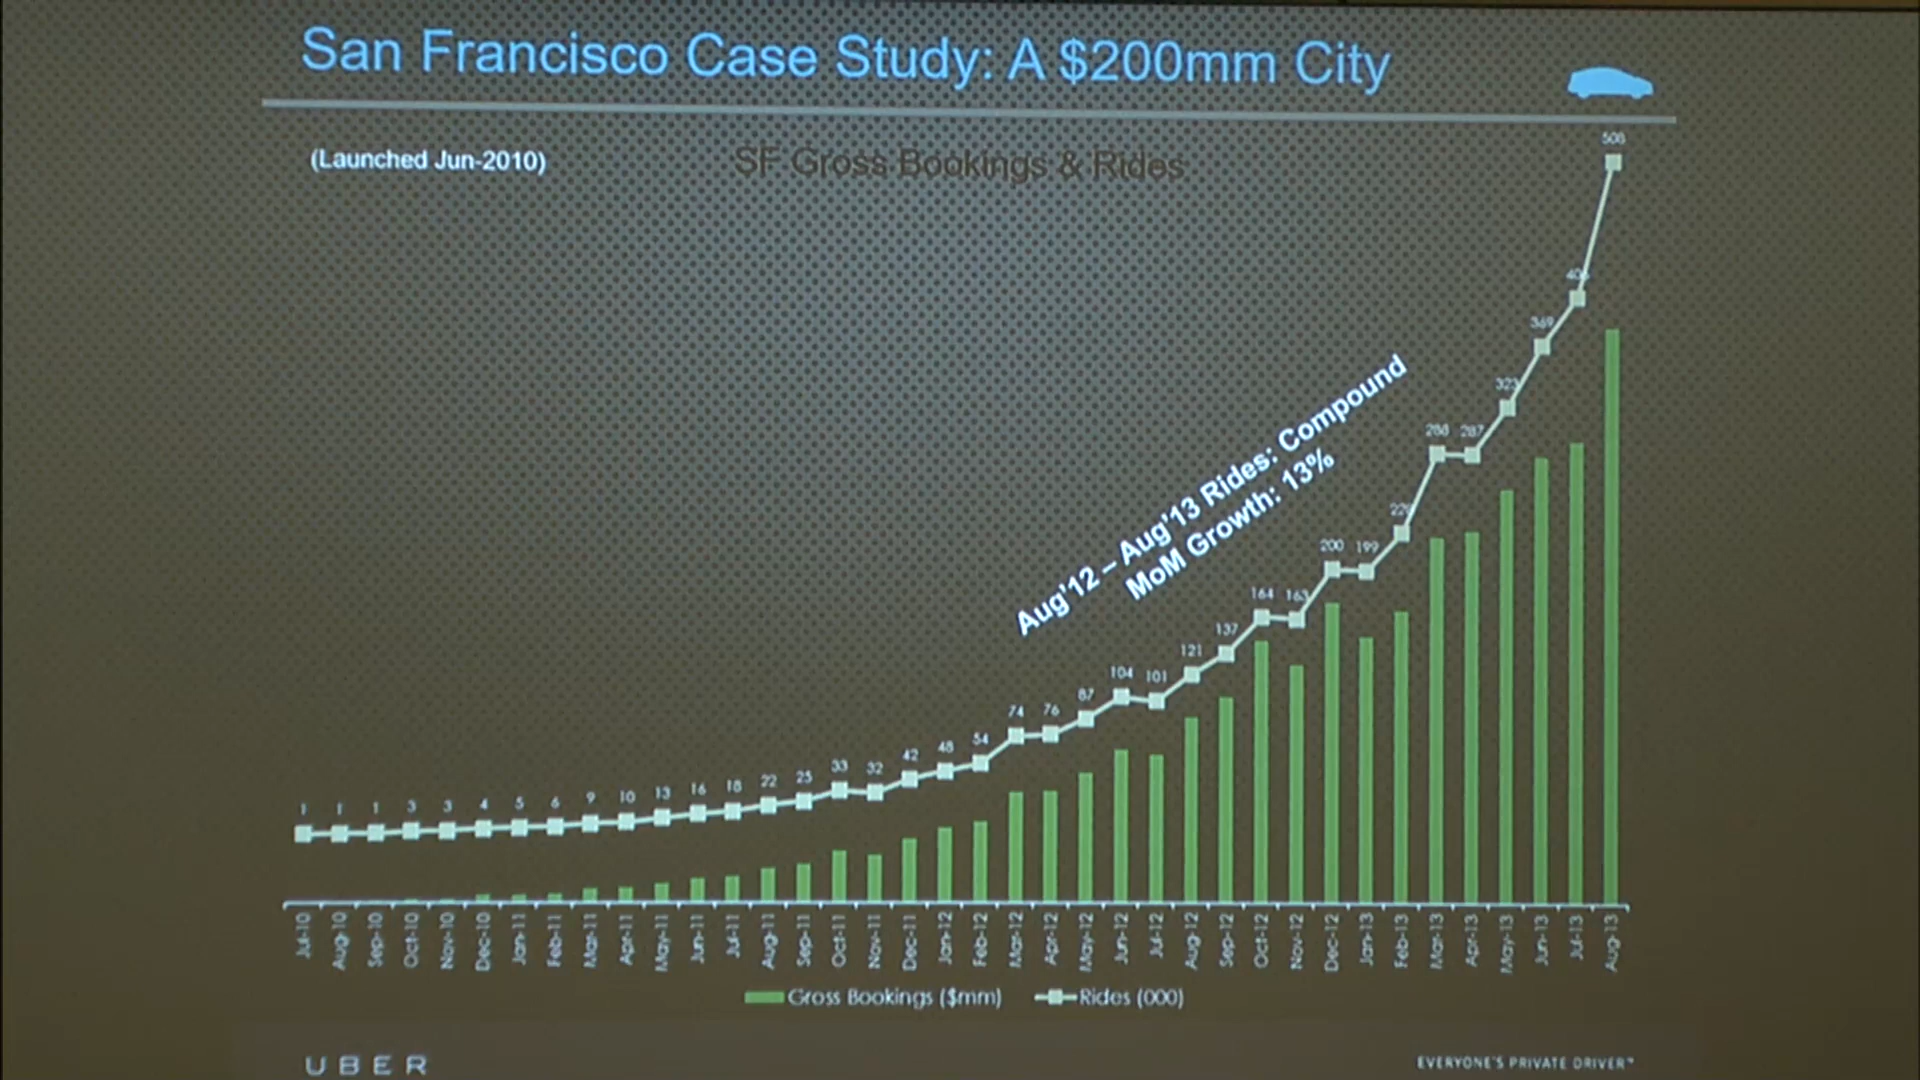 San Francisco Case Study: A $200mm City
(Launched Jun-2010)
SF Gross Bookings & Rides
Aug'12 – Aug'13 Rides: Compound
MoM Growth: 13%
1 1 1 3 3 4 5 6 9 10 13 16 18 22 25 33 32 42 48 54 74 76 87 104 101 121 137 164 163 200 199 288 287 323 369 508
Jul-10 Aug-10 Sep-10 Oct-10 Nov-10 Dec-10 Jan-11 Feb-11 Mar-11 Apr-11 May-11 Jun-11 Jul-11 Aug-11 Sep-11 Oct-11 Nov-11 Dec-11 Jan-12 Feb-12 Mar-12 Apr-12 May-12 Jun-12 Jul-12 Aug-12 Sep-12 Oct-12 Nov-12 Dec-12 Jan-13 Feb-13 Mar-13 Apr-13 May-13 Jun-13 Jul-13 Aug-13
Gross Bookings ($mm) Rides (000)
UBER
EVERYONE'S PRIVATE DRIVER™